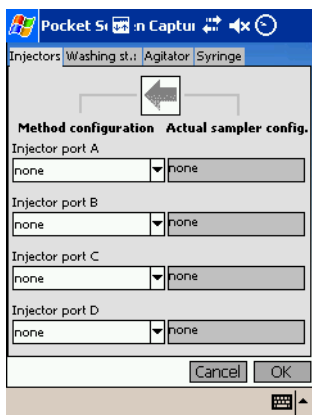 Pocket S :n Captur
Injectors Washing st.: Agitator Syringe
Method configuration Actual sampler config.
Injector port A
none none
Injector port B
none none
Injector port C
none none
Injector port D
none none
Cancel OK